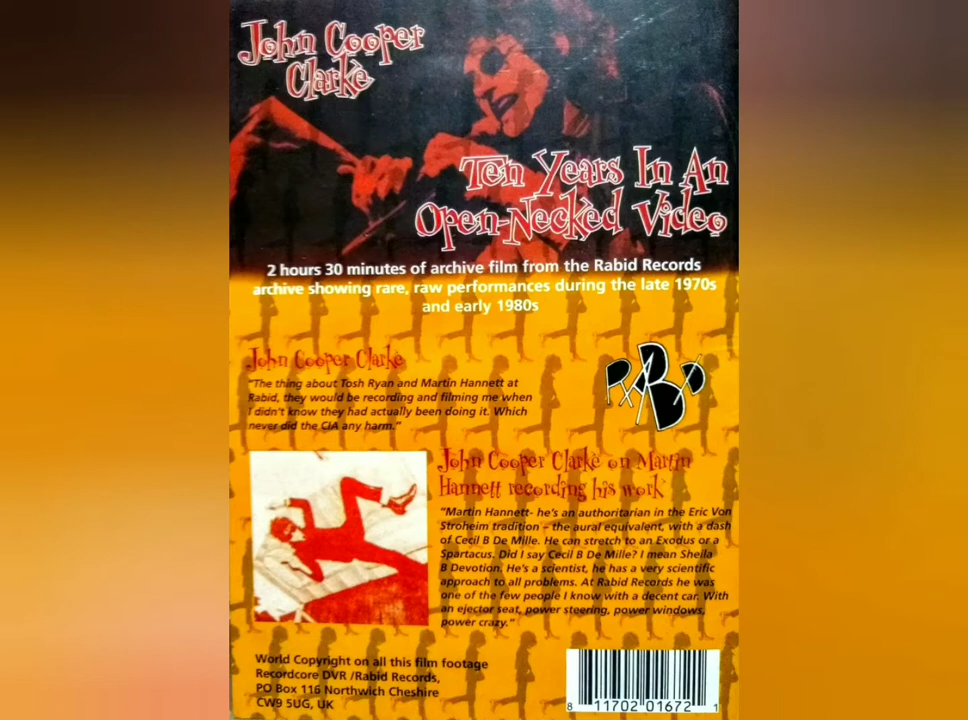 John Cooper
Clarke
Ten Years In An
Open-Necked Video
2 hours 30 minutes of archive film from the Rabid Records
archive showing rare, raw performances during the late 1970s
and early 1980s
John Cooper Clarke
"The thing about Tosh Ryan and Martin Hannett at
Rabid, they would be recording and filming me when
I didn't know they had actually been doing it. Which
never did the CIA any harm."
RABID
John Cooper Clarke on Martin
Hannett recording his work
"Martin Hannett- he's an authoritarian in the Eric Von
Stroheim tradition – the aural equivalent, with a dash
of Cecil B De Mille. He can stretch to an Exodus or a
Spartacus. Did I say Cecil B De Mille? I mean Sheila
B Devotion. He's a scientist, he has a very scientific
approach to all problems. At Rabid Records he was
one of the few people I know with a decent car. With
an ejector seat, power steering, power windows,
power crazy."
World Copyright on all this film footage
Recordcore DVR /Rabid Records,
PO Box 116 Northwich Cheshire
CW9 5UG, UK
8 11702 01672 1